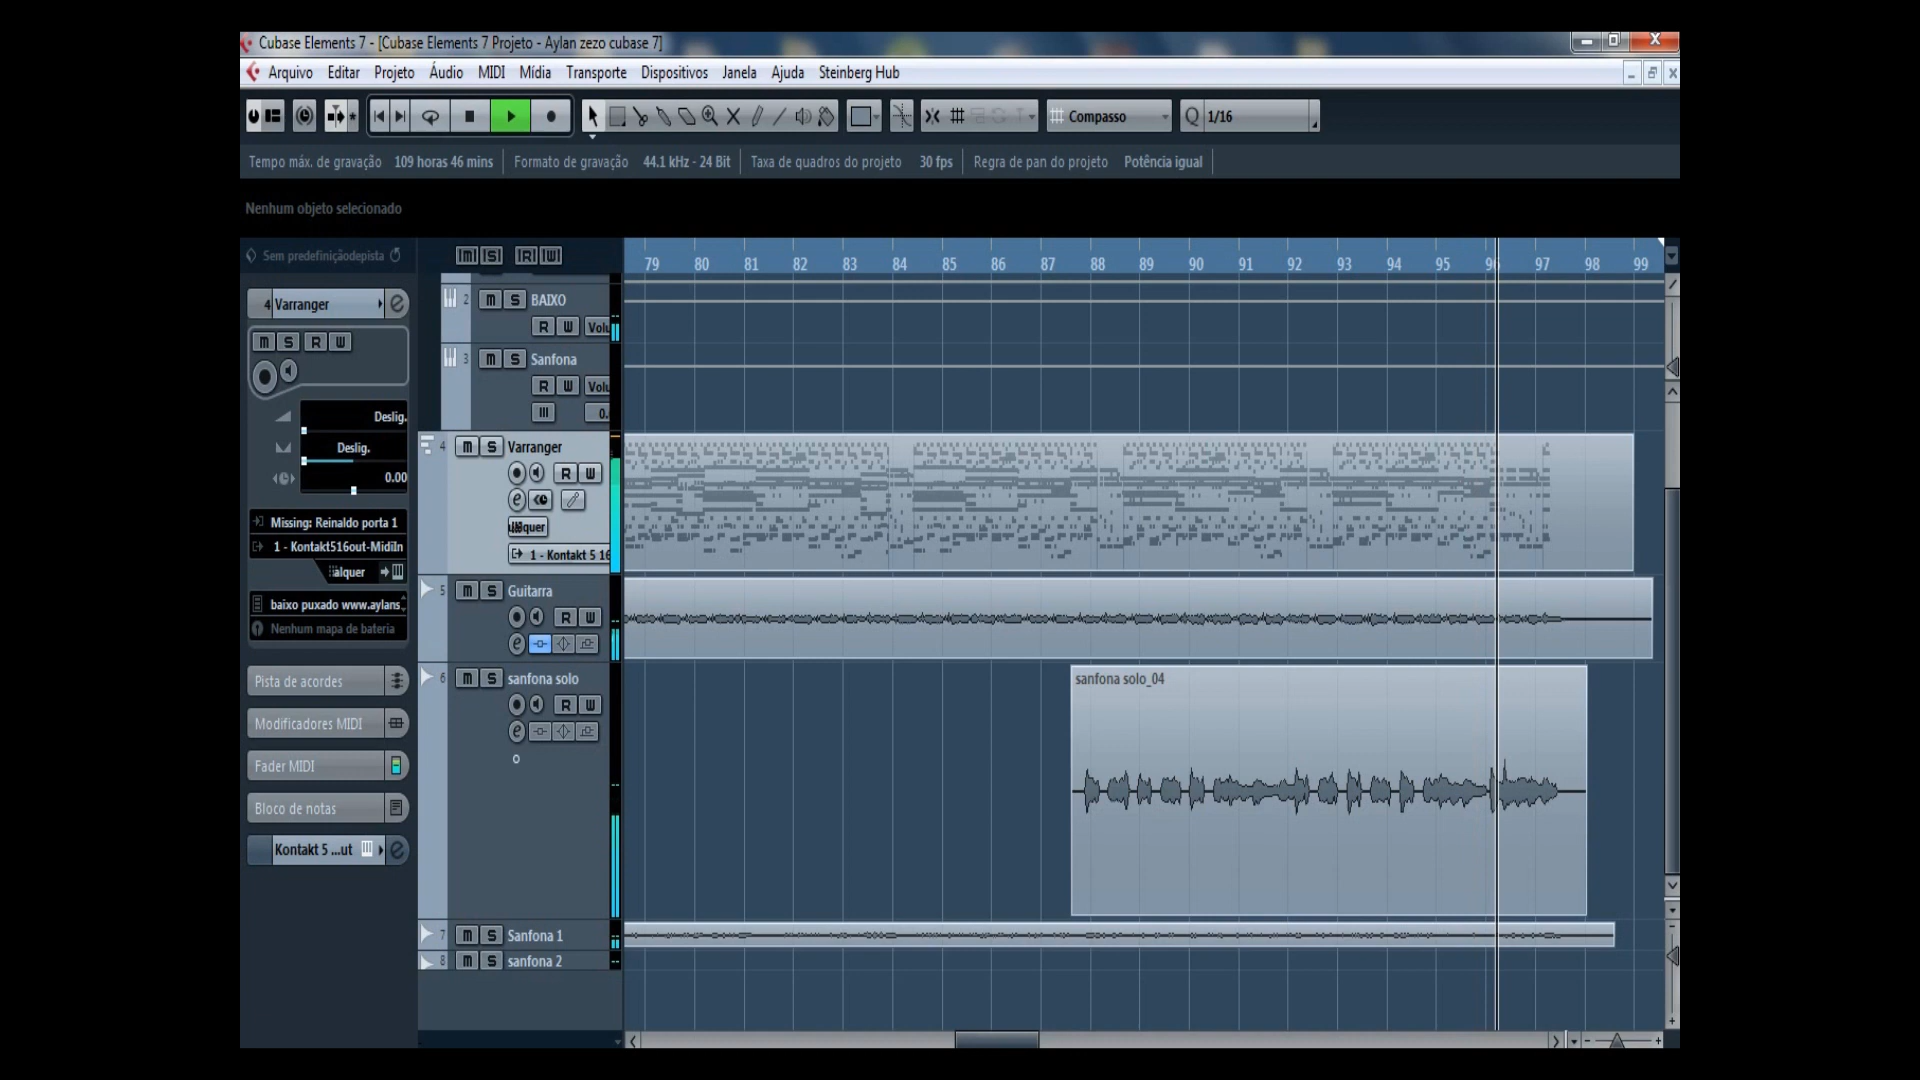 Cubase Elements 7 - [Cubase Elements 7 Projeto - Aylan zezo cubase 7]
Arquivo Editar Projeto Áudio MIDI Mídia Transporte Dispositivos Janela Ajuda Steinberg Hub
Compasso Q 1/16
Tempo máx. de gravação 109 horas 46 mins Formato de gravação 44.1 kHz - 24 Bit Taxa de quadros do projeto 30 fps Regra de pan do projeto Potência igual
Nenhum objeto selecionado
Sem predefiniçãodepista M S R W
79 80 81 82 83 84 85 86 87 88 89 90 91 92 93 94 95 96 97 98 99
4 Varranger
M S R W
Deslig.
Deslig.
0.00
Missing: Reinaldo porta 1
1 - Kontakt516out-MidiIn
alquer
baixo puxado www.aylans
Nenhum mapa de bateria
Pista de acordes
Modificadores MIDI
Fader MIDI
Bloco de notas
Kontakt 5 ...ut
2 M S BAIXO
R W Volu
3 M S Sanfona
R W Volu
0.
4 M S Varranger
R W
e
quer
1 - Kontakt 5 16
5 M S Guitarra
R W
e
6 M S sanfona solo
R W
e
sanfona solo_04
7 M S Sanfona 1
8 M S sanfona 2